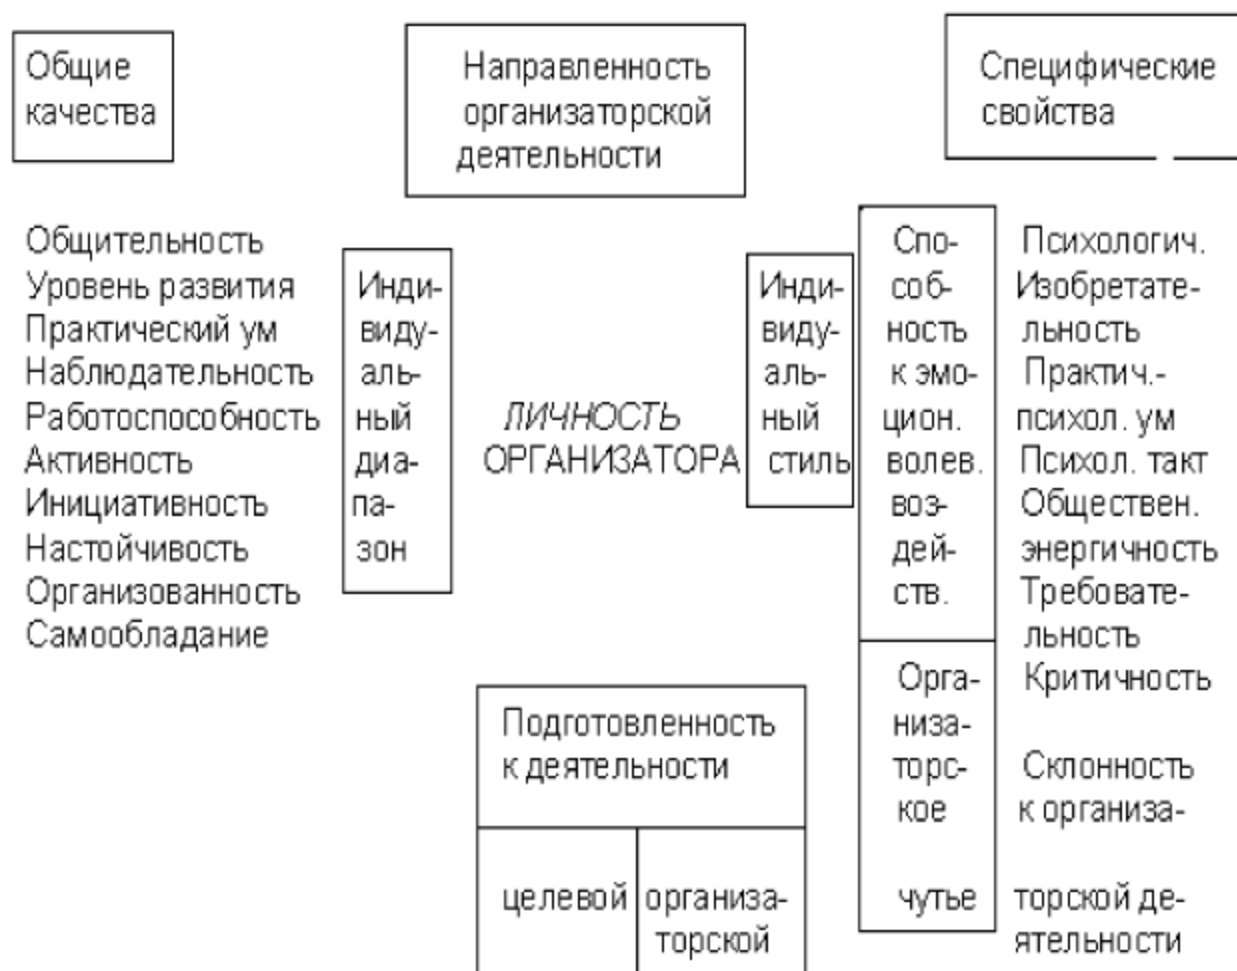 Общие
качества
Направленность
организаторской
деятельности
Специфические
свойства
Общительность
Уровень развития
Практический ум
Наблюдательность
Работоспособность
Активность
Инициативность
Настойчивость
Организованность
Самообладание
Инди-
виду-
аль-
ный
диа-
па-
зон
ЛИЧНОСТЬ
ОРГАНИЗАТОРА
Инди-
виду-
аль-
ный
стиль
Спо-
соб-
ность
к эмо-
цион.
волев.
воз-
дей-
ств.
Орга-
низа-
торс-
кое
чутье
Психологич.
Изобретате-
льность
Практич.-
психол. ум
Психол. такт
Обществен.
энергичность
Требовате-
льность
Критичность
Склонность
к организа-
торской де-
ятельности
Подготовленность
к деятельности
целевой
организа-
торской